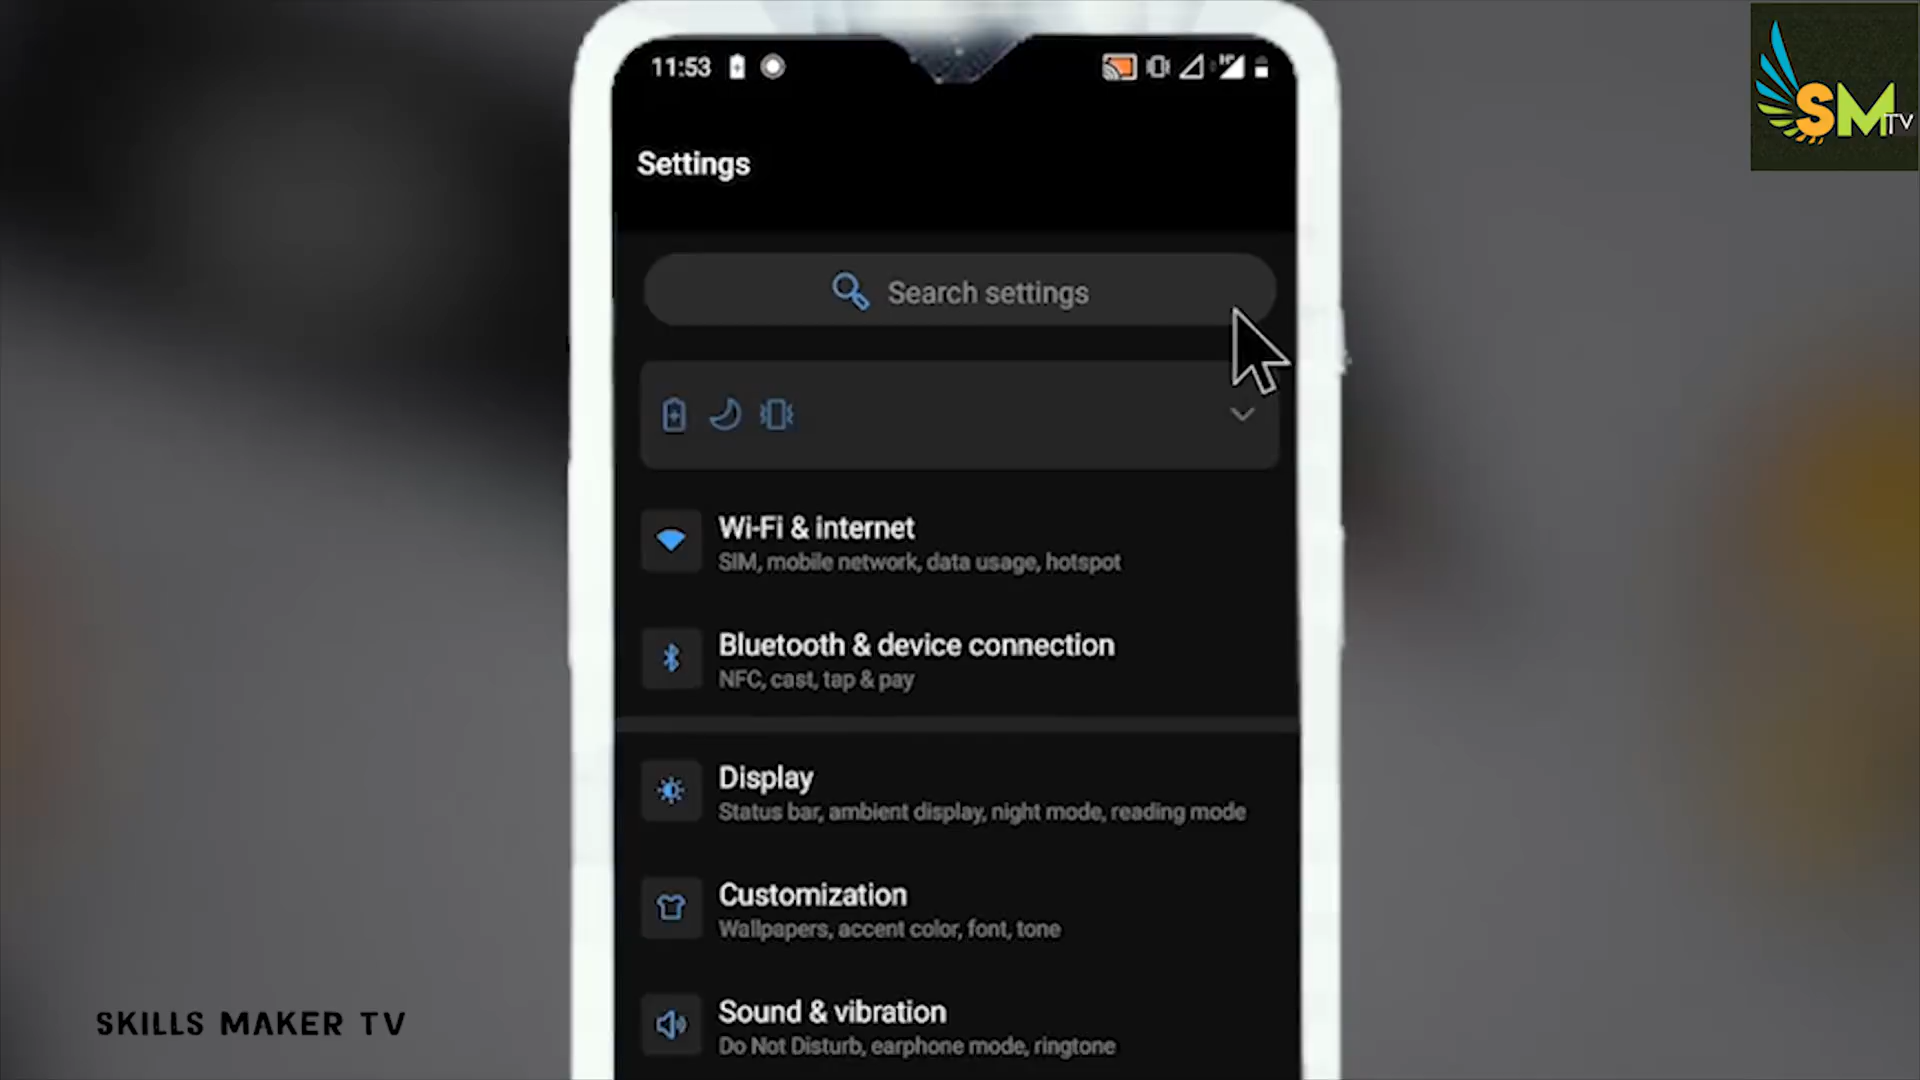 11:53
SM TV
Settings
Search settings
Wi-Fi & internet
SIM, mobile network, data usage, hotspot
Bluetooth & device connection
NFC, cast, tap & pay
Display
Status bar, ambient display, night mode, reading mode
Customization
Wallpapers, accent color, font, tone
Sound & vibration
Do Not Disturb, earphone mode, ringtone
SKILLS MAKER TV